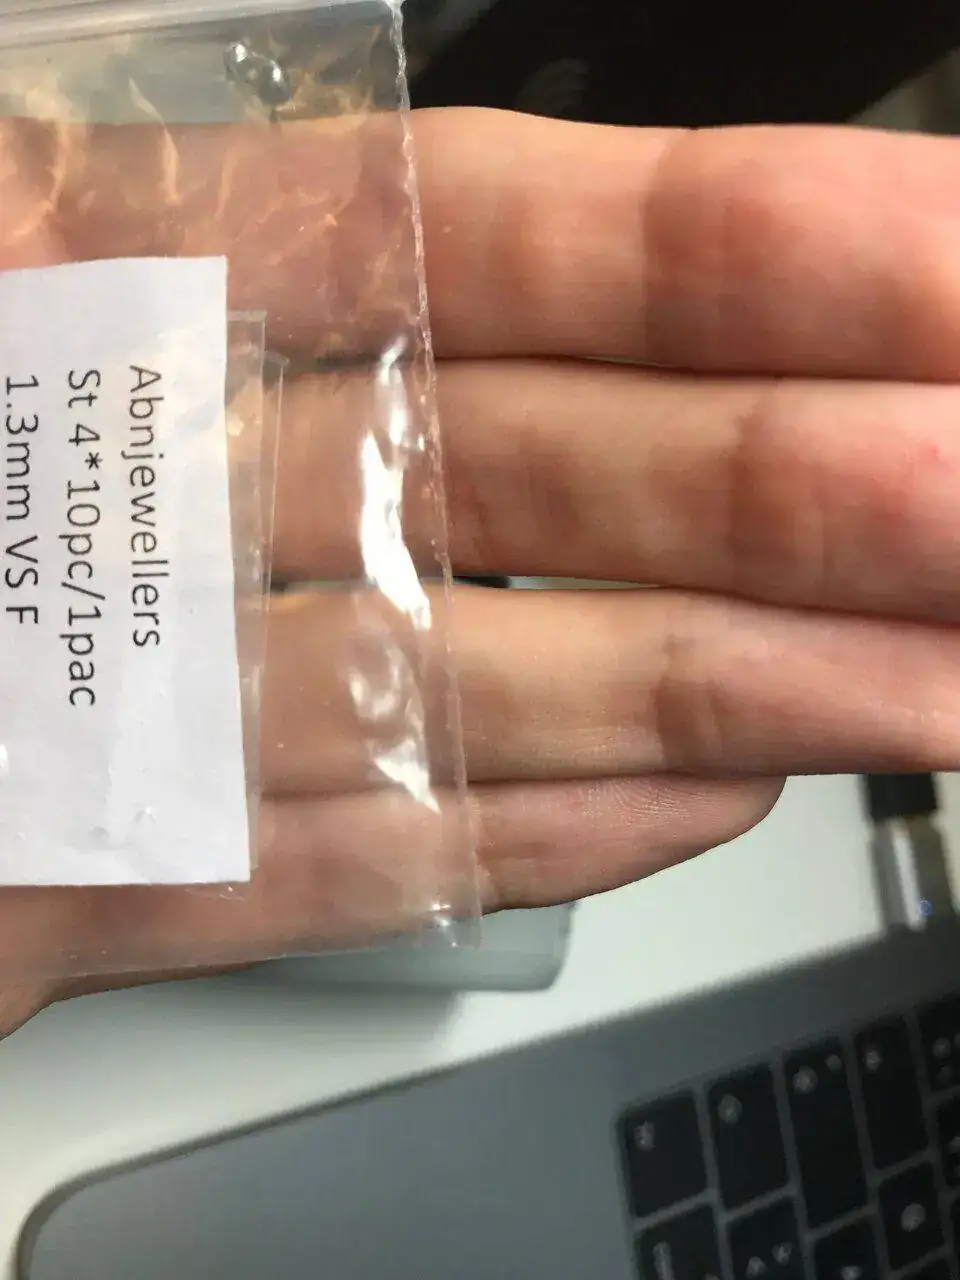 Abnjewellers
St 4*10pc/1pac
1.3mm VS F